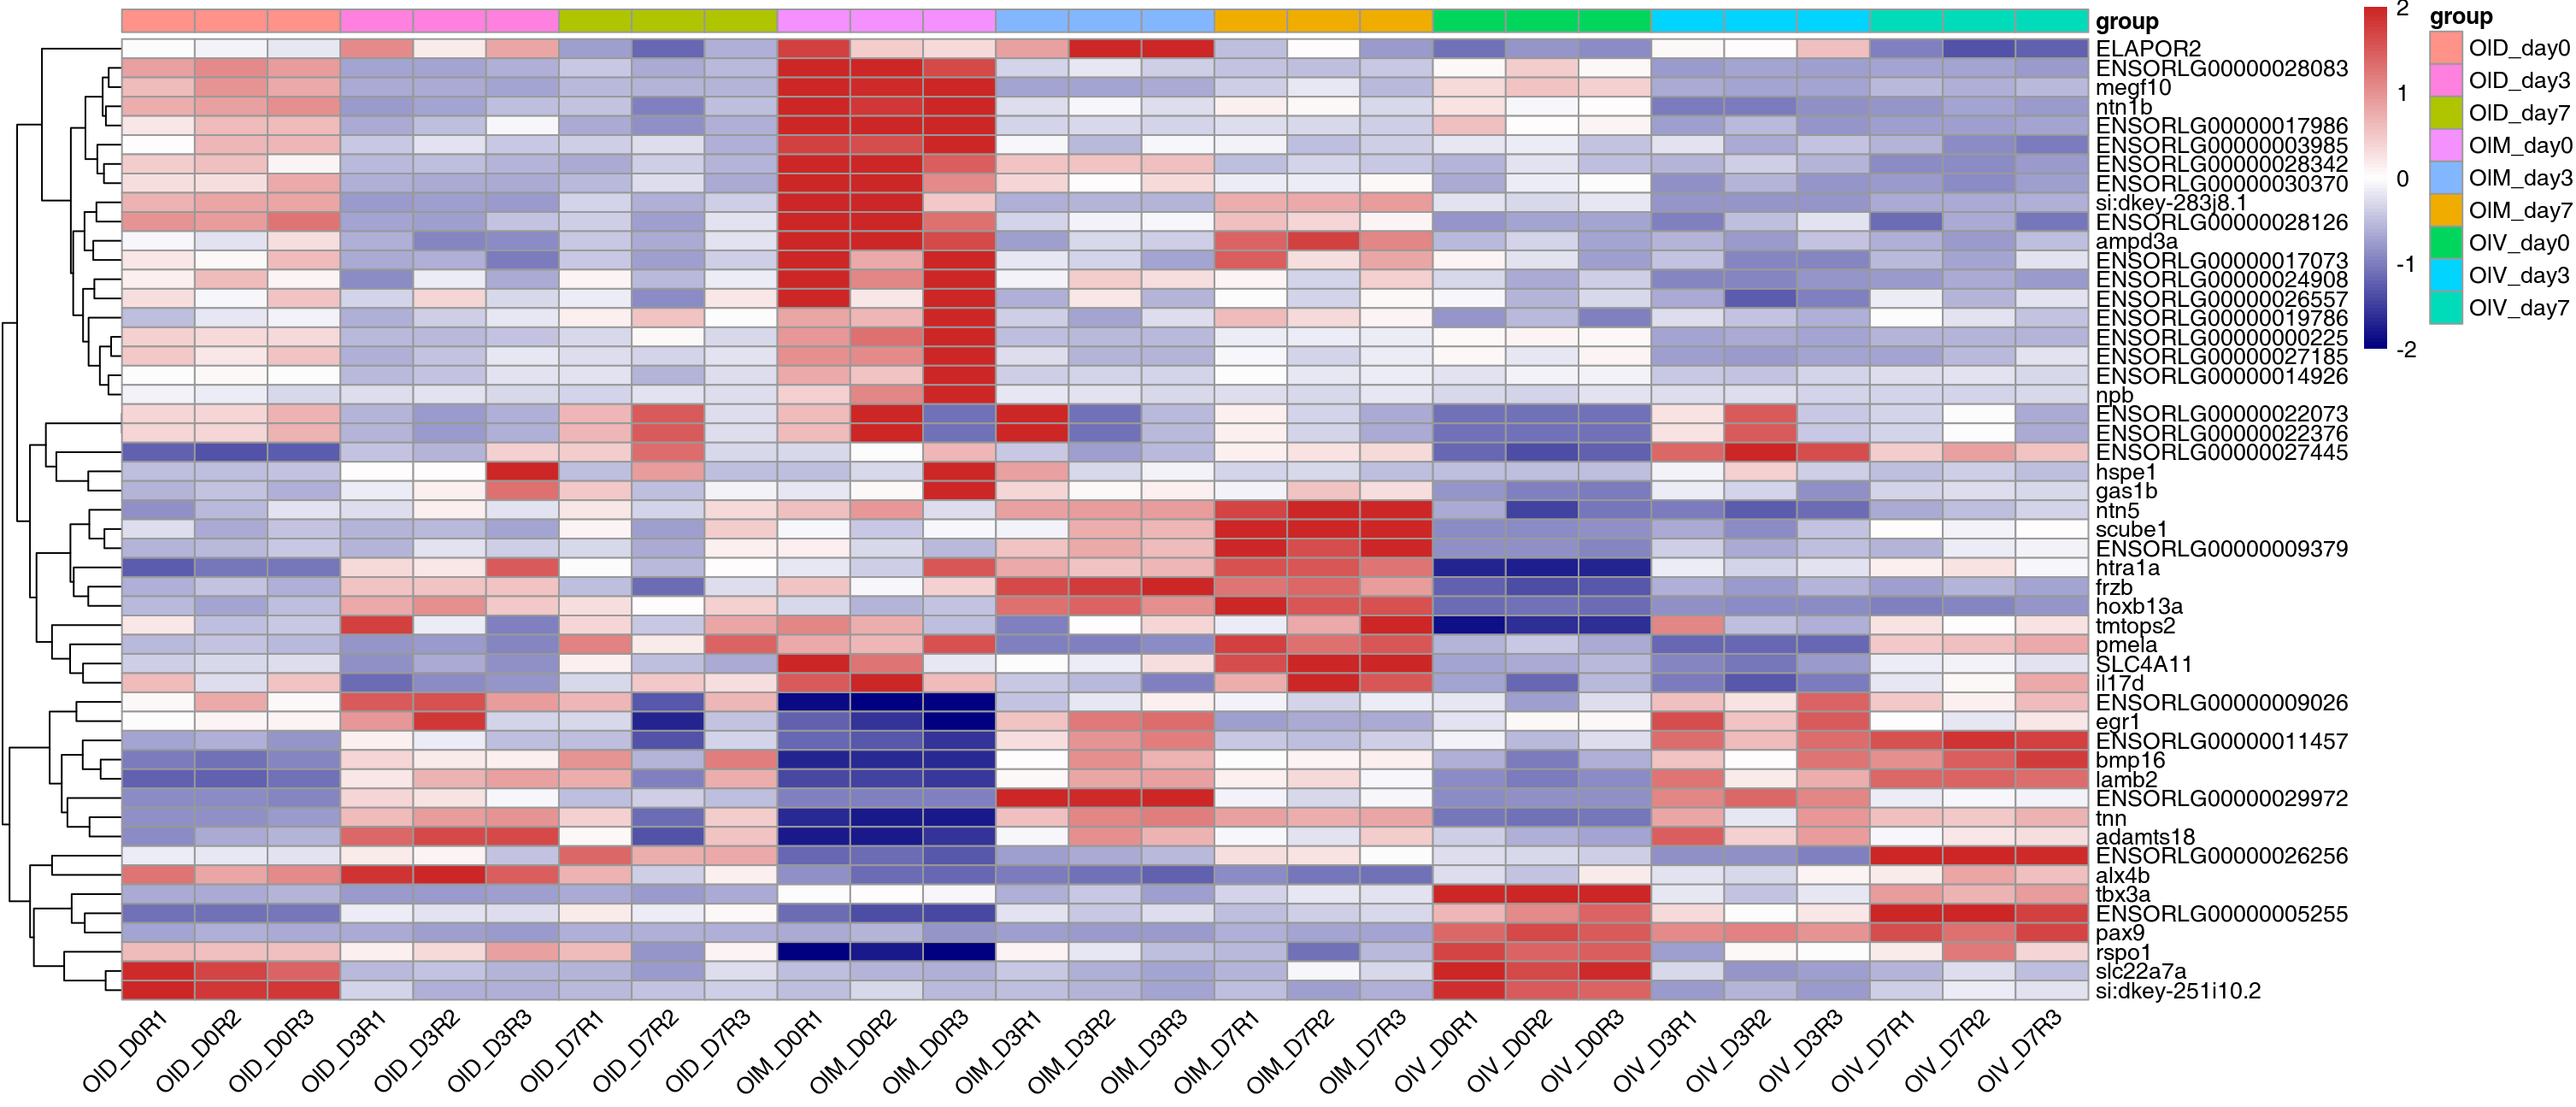 group
ELAPOR2
ENSORLG00000028083
megf10
ntn1b
ENSORLG00000017986
ENSORLG00000003985
ENSORLG00000028342
ENSORLG00000030370
si:dkey-283j8.1
ENSORLG00000028126
ampd3a
ENSORLG00000017073
ENSORLG00000024908
ENSORLG00000026557
ENSORLG00000019786
ENSORLG00000000225
ENSORLG00000027185
ENSORLG00000014926
npb
ENSORLG00000022073
ENSORLG00000022376
ENSORLG00000027445
hspe1
gas1b
ntn5
scube1
ENSORLG00000009379
htra1a
frzb
hoxb13a
tmtops2
pmela
SLC4A11
il17d
ENSORLG00000009026
egr1
ENSORLG00000011457
bmp16
lamb2
ENSORLG00000029972
tnn
adamts18
ENSORLG00000026256
alx4b
tbx3a
ENSORLG00000005255
pax9
rspo1
slc22a7a
si:dkey-251i10.2
2
1
0
-1
-2
group
OID_day0
OID_day3
OID_day7
OIM_day0
OIM_day3
OIM_day7
OIV_day0
OIV_day3
OIV_day7
OID_D0R1
OID_D0R2
OID_D0R3
OID_D3R1
OID_D3R2
OID_D3R3
OID_D7R1
OID_D7R2
OID_D7R3
OIM_D0R1
OIM_D0R2
OIM_D0R3
OIM_D3R1
OIM_D3R2
OIM_D3R3
OIM_D7R1
OIM_D7R2
OIM_D7R3
OIV_D0R1
OIV_D0R2
OIV_D0R3
OIV_D3R1
OIV_D3R2
OIV_D3R3
OIV_D7R1
OIV_D7R2
OIV_D7R3